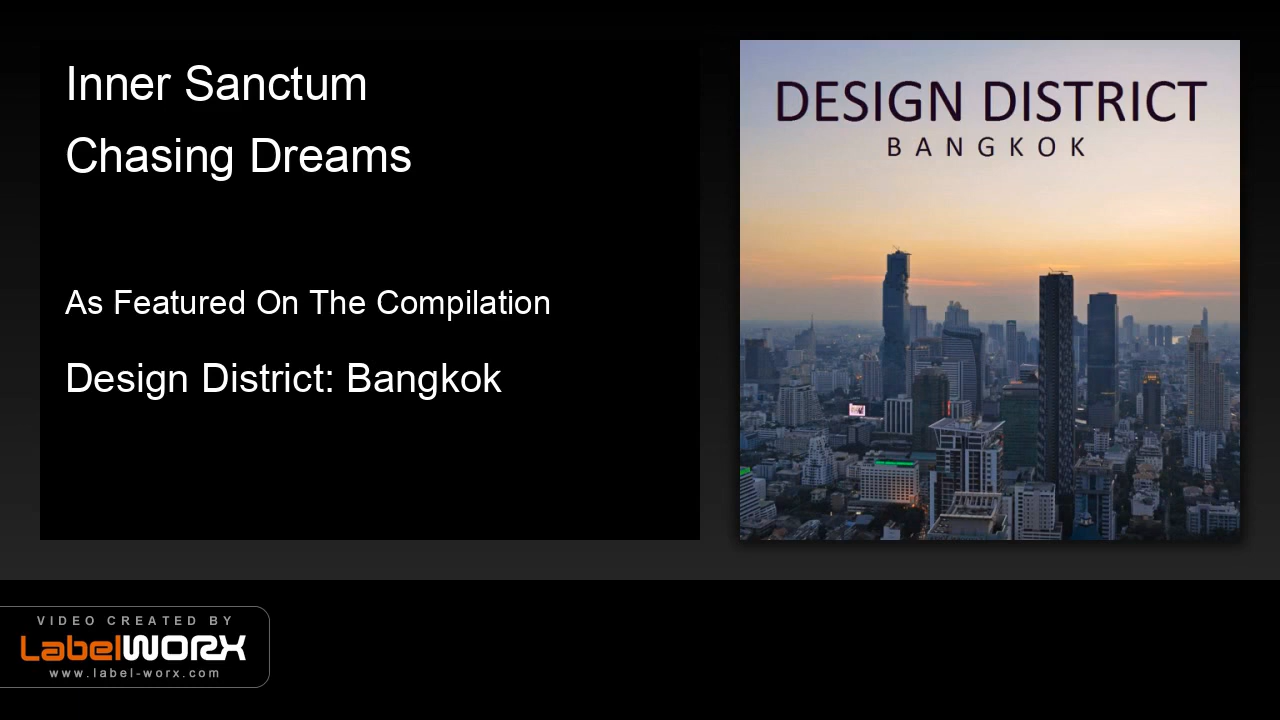 Inner Sanctum
Chasing Dreams
As Featured On The Compilation
Design District: Bangkok
DESIGN DISTRICT
BANGKOK
VIDEO CREATED BY
LabelWORX
www.label-worx.com